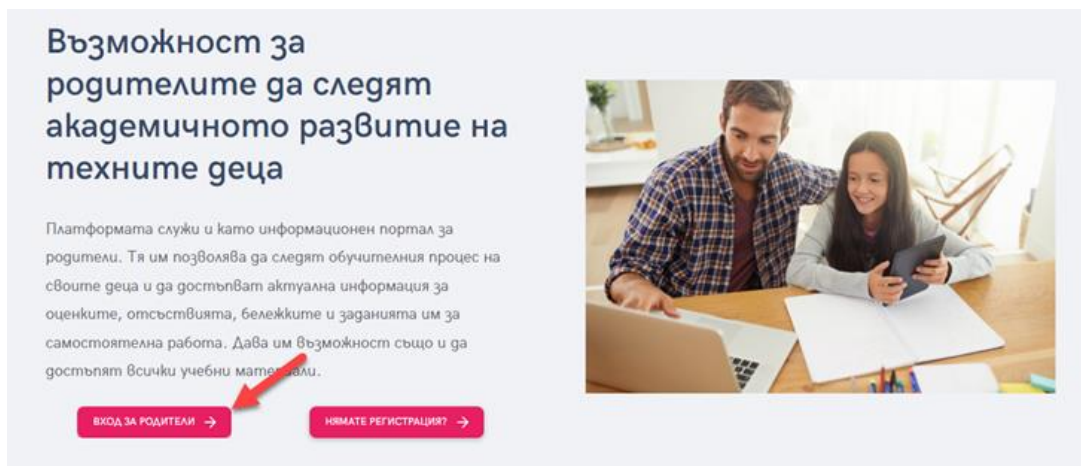 Възможност за
родителите да следят
академичното развитие на
техните деца
Платформата служи и като информационен портал за
родители. Тя им позволява да следят обучителния процес на
своите деца и да достъпват актуална информация за
оценките, отсъствията, бележките и заданията им за
самостоятелна работа. Дава им възможност също и да
достъпят всички учебни материали.
ВХОД ЗА РОДИТЕЛИ →
НЯМАТЕ РЕГИСТРАЦИЯ? →